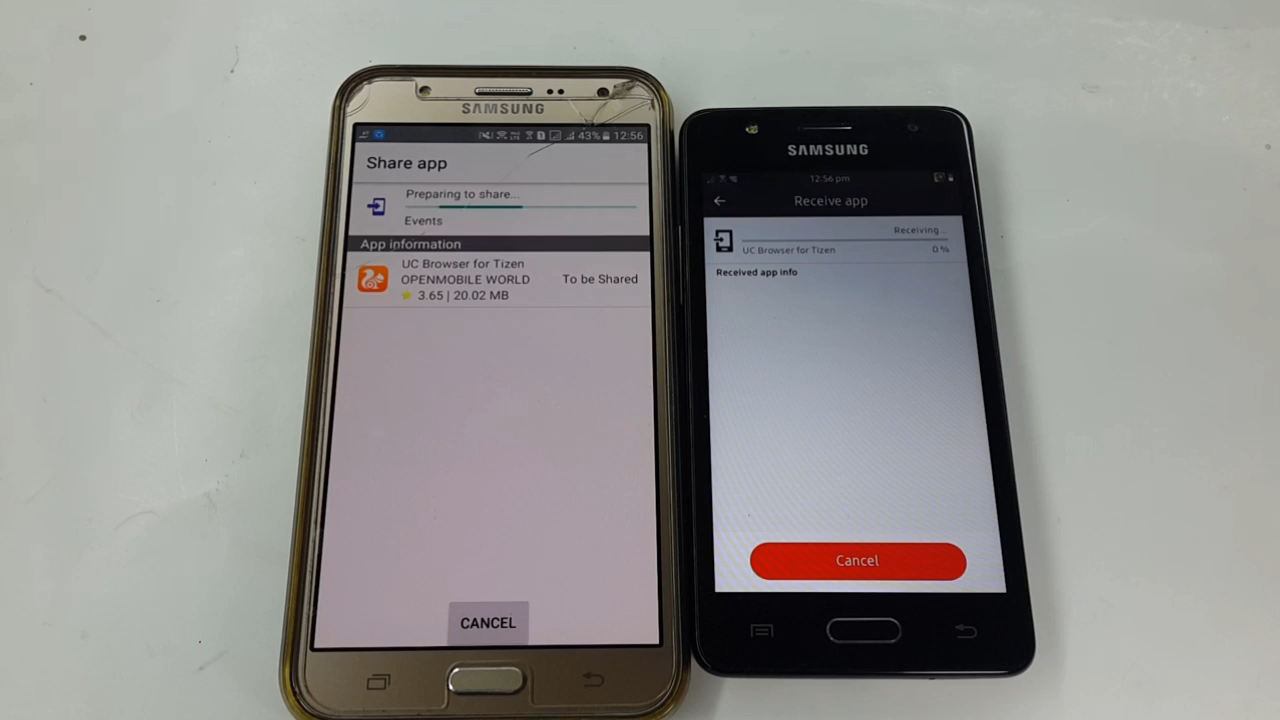 SAMSUNG
43% 12:56
Share app
Preparing to share...
Events
App information
UC Browser for Tizen
OPENMOBILE WORLD
To be Shared
3.65 | 20.02 MB
CANCEL
SAMSUNG
12:56 pm
Receive app
Receiving...
UC Browser for Tizen
0 %
Received app info
Cancel